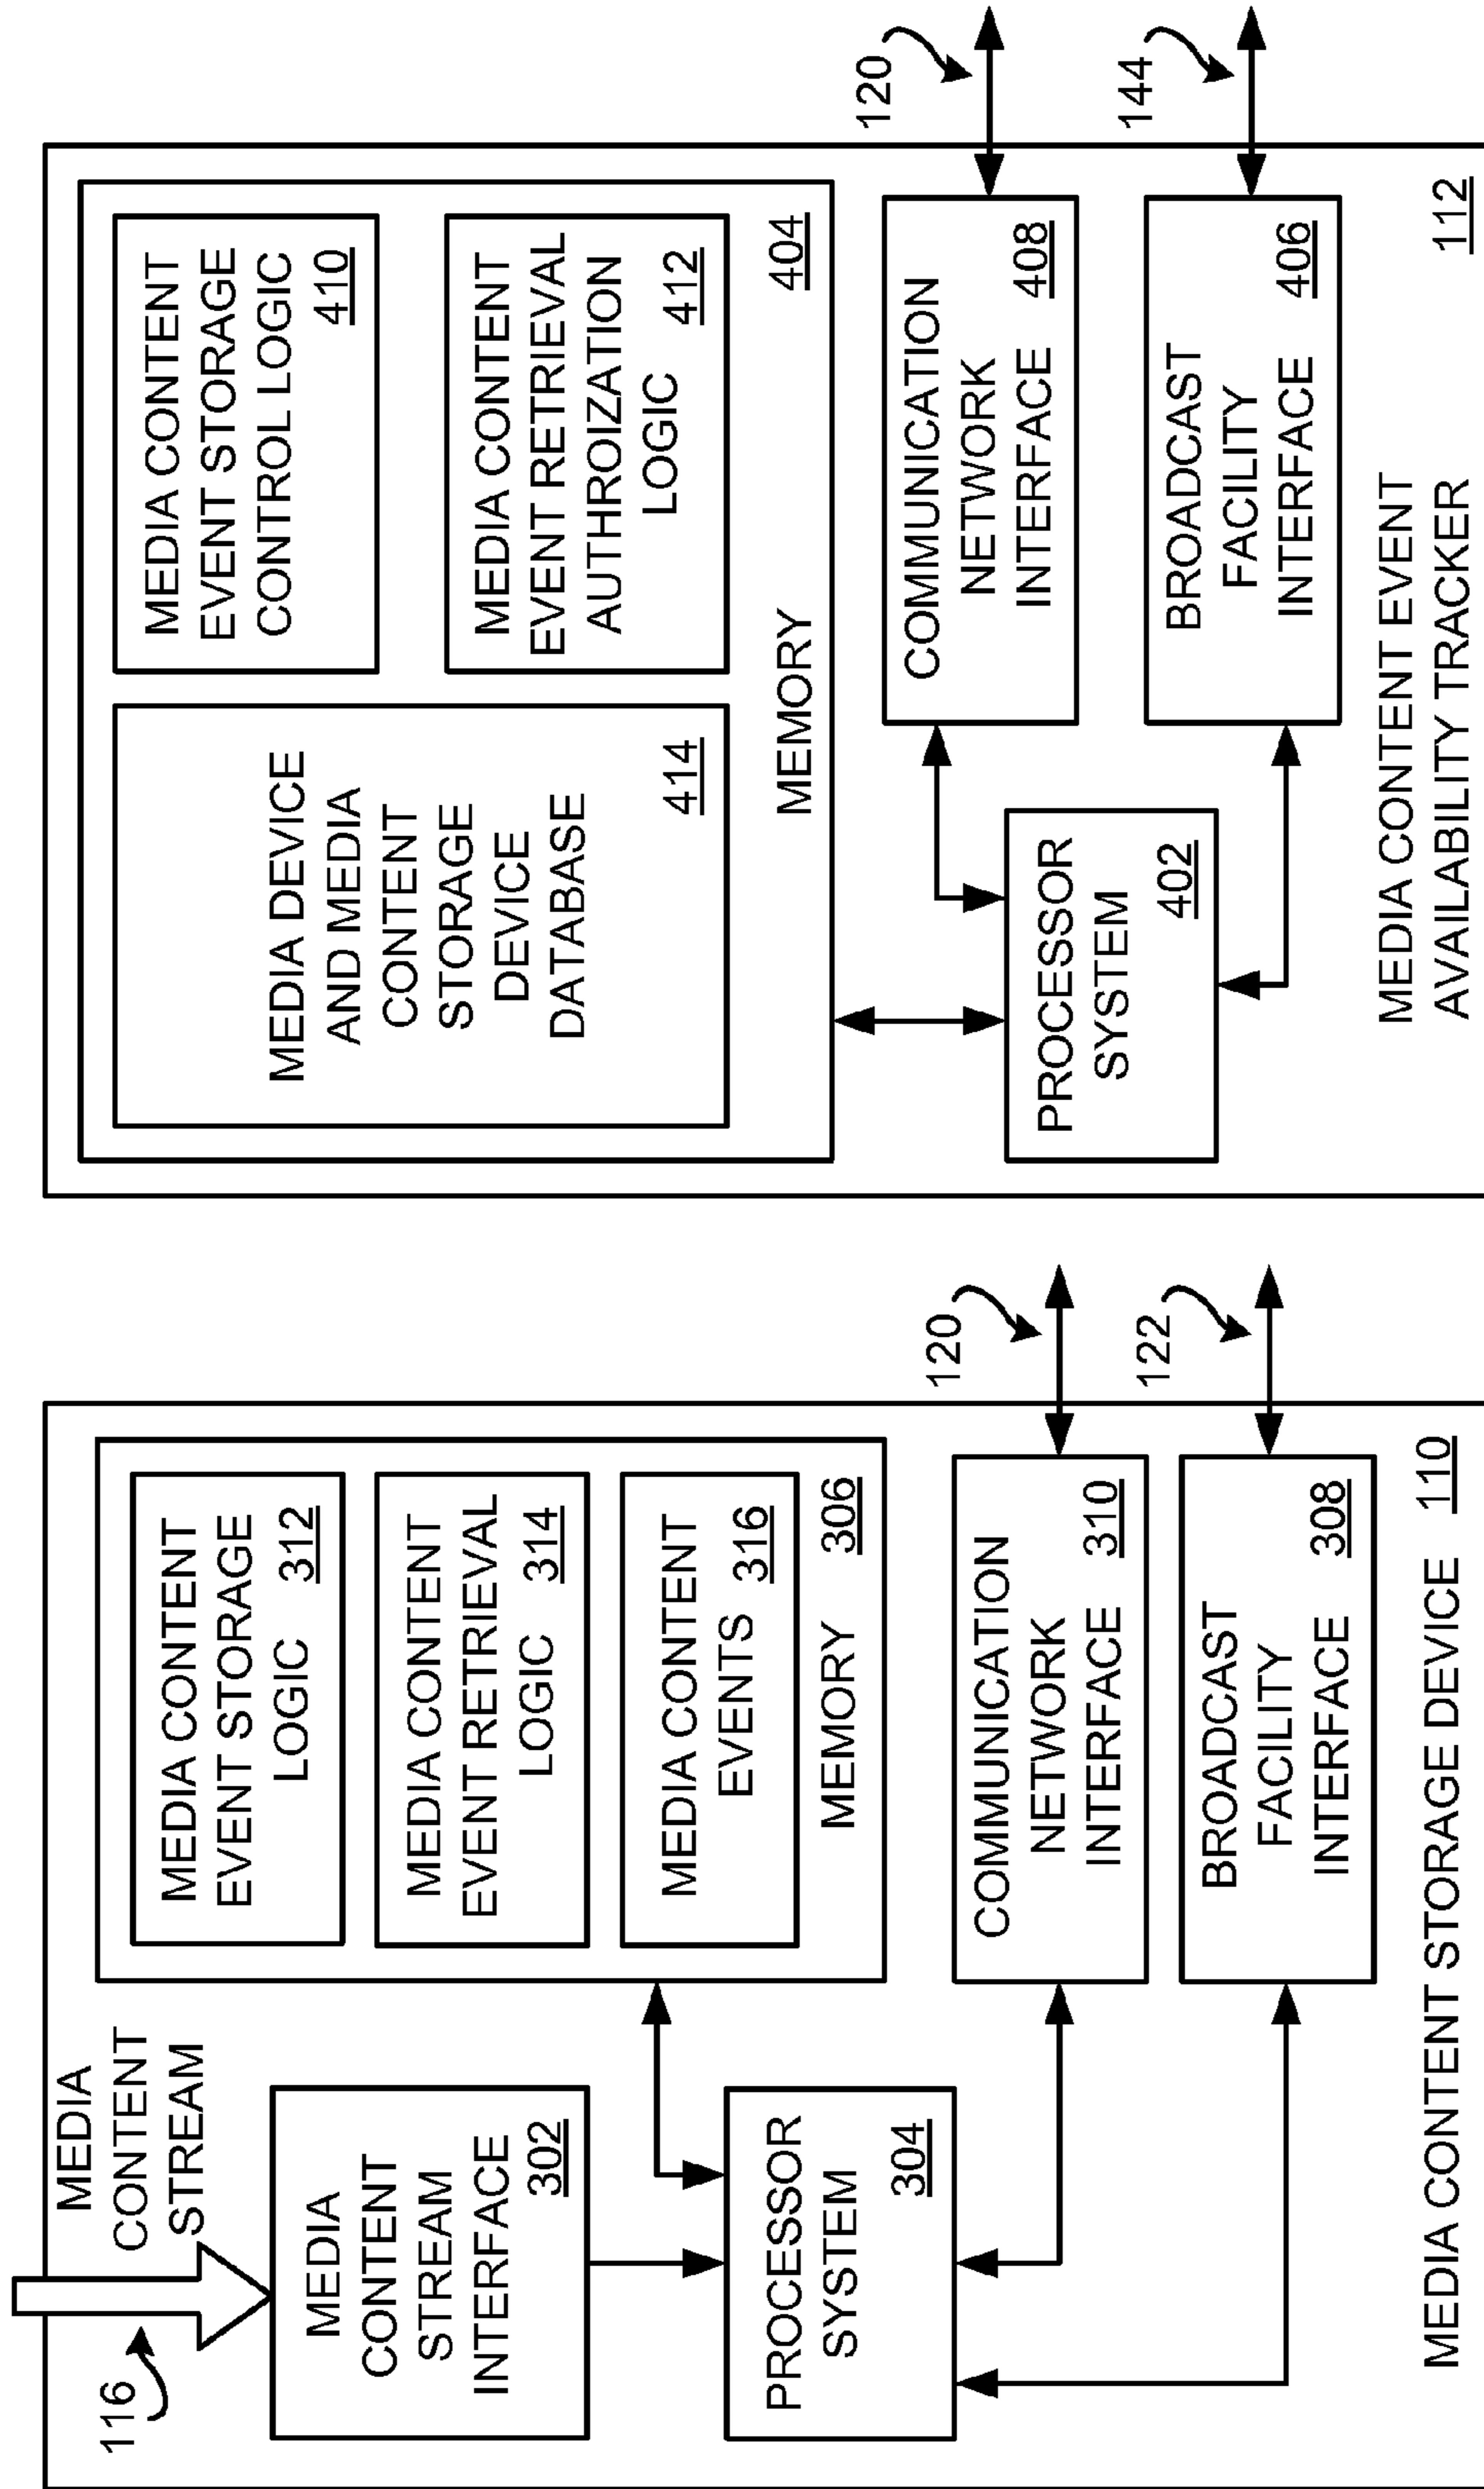 116
MEDIA
CONTENT
STREAM
MEDIA
CONTENT
STREAM
INTERFACE
302
PROCESSOR
SYSTEM
304
MEDIA CONTENT
EVENT STORAGE
LOGIC
312
MEDIA CONTENT
EVENT RETRIEVAL
LOGIC
314
MEDIA CONTENT
EVENTS
316
MEMORY
306
COMMUNICATION
NETWORK
INTERFACE
310
BROADCAST
FACILITY
INTERFACE
308
120
122
MEDIA CONTENT STORAGE DEVICE
110
MEDIA DEVICE
AND MEDIA
CONTENT
STORAGE
DEVICE
DATABASE
414
MEDIA CONTENT
EVENT STORAGE
CONTROL LOGIC
410
MEDIA CONTENT
EVENT RETRIEVAL
AUTHROIZATION
LOGIC
412
MEMORY
404
PROCESSOR
SYSTEM
402
COMMUNICATION
NETWORK
INTERFACE
408
BROADCAST
FACILITY
INTERFACE
406
120
144
MEDIA CONTENT EVENT
AVAILABILITY TRACKER
112